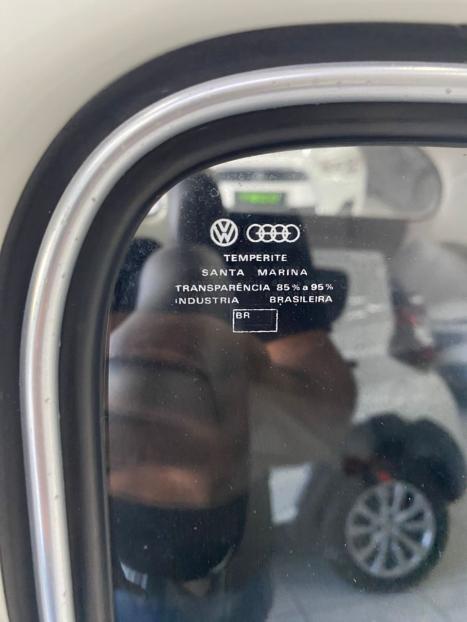 TEMPERITE
SANTA MARINA
TRANSPARÊNCIA 85% a 95%
INDUSTRIA BRASILEIRA
BR